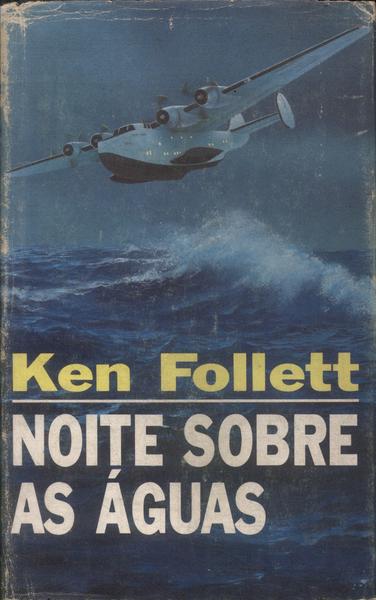 Ken Follett
NOITE SOBRE
AS ÁGUAS